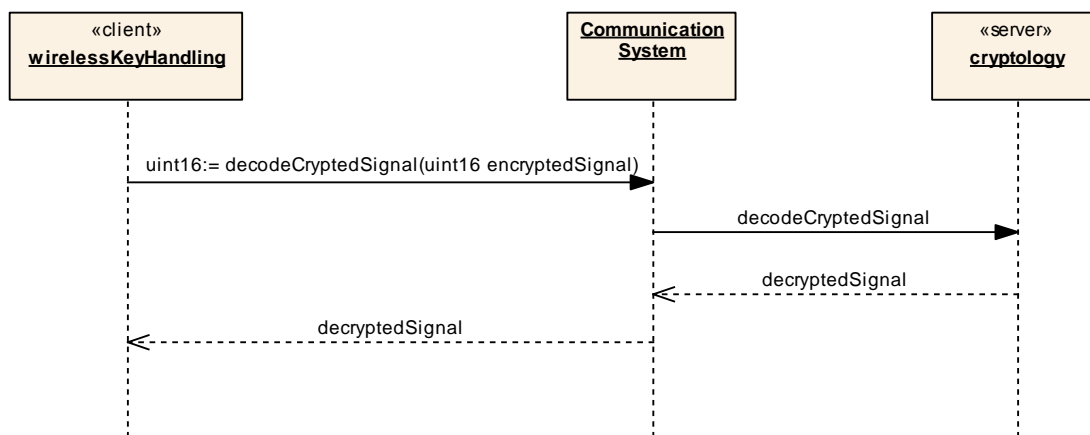 «client»
wirelessKeyHandling
Communication
System
«server»
cryptology
uint16:= decodeCryptedSignal(uint16 encryptedSignal)
decodeCryptedSignal
decryptedSignal
decryptedSignal